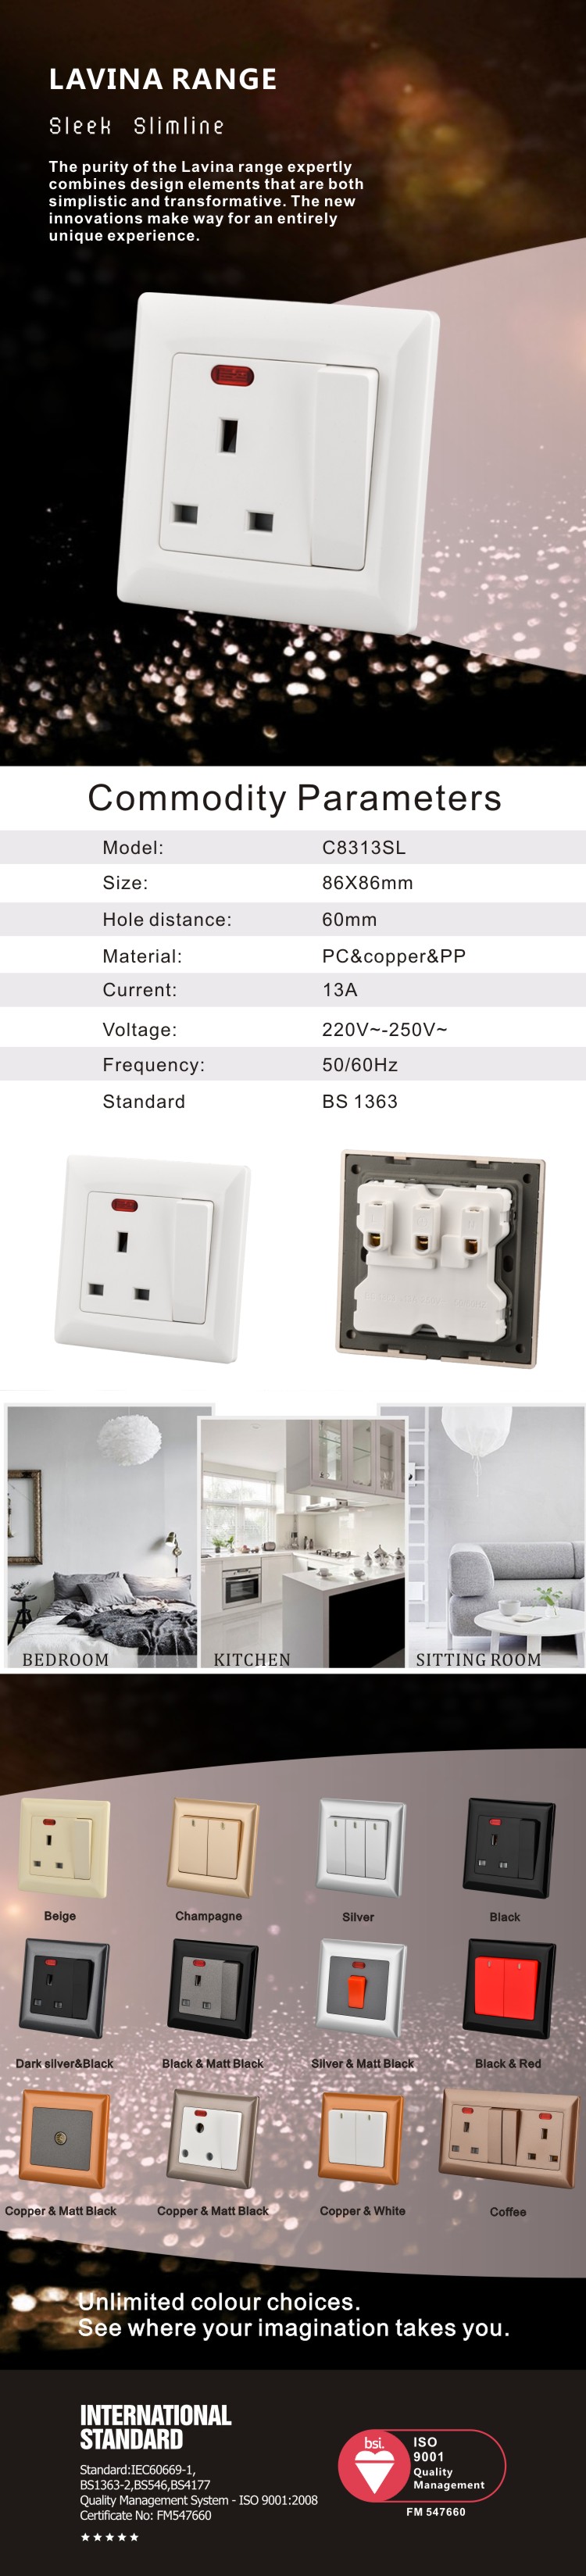 LAVINA RANGE
Sleek Slimline
The purity of the Lavina range expertly
combines design elements that are both
simplistic and transformative. The new
innovations make way for an entirely
unique experience.
Commodity Parameters
Model: C8313SL
Size: 86X86mm
Hole distance: 60mm
Material: PC&copper&PP
Current: 13A
Voltage: 220V~-250V~
Frequency: 50/60Hz
Standard BS 1363
BEDROOM
KITCHEN
SITTING ROOM
Beige
Champagne
Silver
Black
Dark silver&Black
Black & Matt Black
Silver & Matt Black
Black & Red
Copper & Matt Black
Copper & Matt Black
Copper & White
Coffee
Unlimited colour choices.
See where your imagination takes you.
INTERNATIONAL
STANDARD
Standard:IEC60669-1,
BS1363-2,BS546,BS4177
Quality Management System - ISO 9001:2008
Certificate No: FM547660
bsi.
ISO
9001
Quality
Management
FM 547660